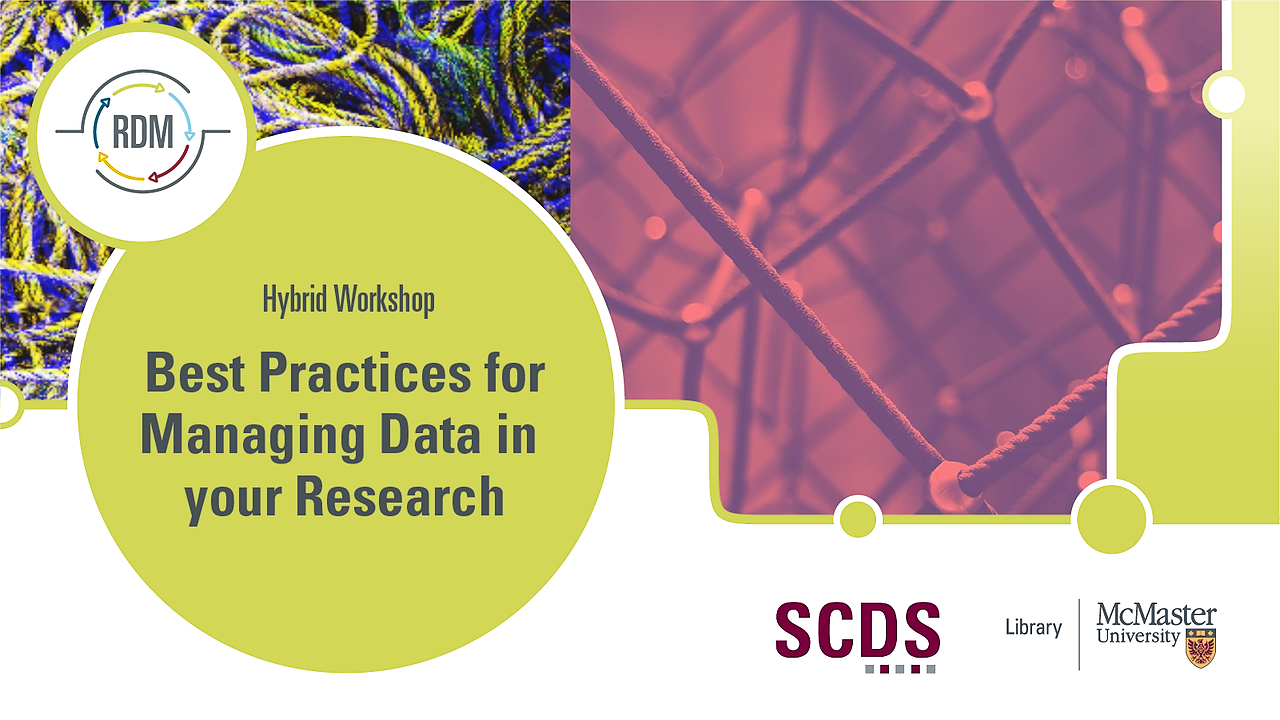 RDM
Hybrid Workshop
Best Practices for
Managing Data in
your Research
SCDS
Library
McMaster
University